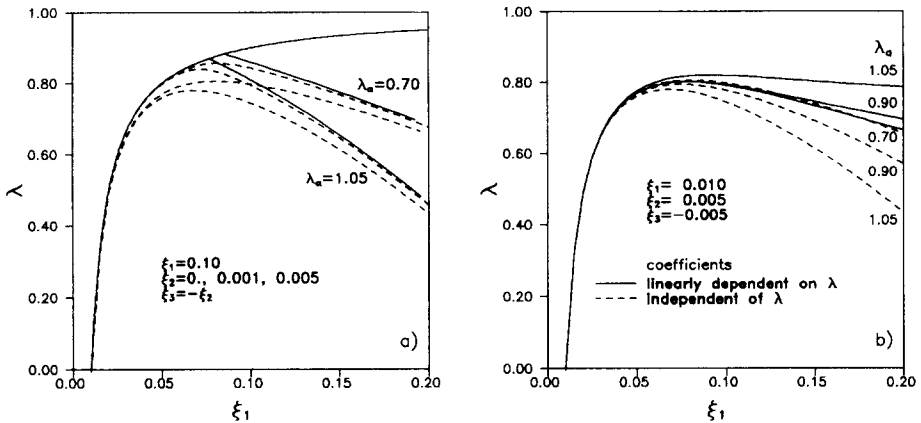 1.00
0.80
0.60
0.40
0.20
0.00
λ
0.00 0.05 0.10 0.15 0.20
ξ₁
λₐ=0.70
λₐ=1.05
ξ₁=0.10
ξ₂=0., 0.001, 0.005
ξ₃=-ξ₂
a)
1.00
0.80
0.60
0.40
0.20
0.00
λ
0.00 0.05 0.10 0.15 0.20
ξ₁
λₐ
1.05
0.90
0.70
0.90
1.05
ξ₁= 0.010
ξ₂= 0.005
ξ₃=-0.005
coefficients
linearly dependent on λ
independent of λ
b)